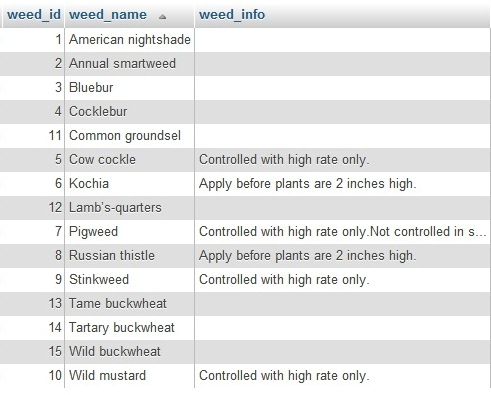 weed_id weed_name weed_info
1 American nightshade
2 Annual smartweed
3 Bluebur
4 Cocklebur
11 Common groundsel
5 Cow cockle Controlled with high rate only.
6 Kochia Apply before plants are 2 inches high.
12 Lamb's-quarters
7 Pigweed Controlled with high rate only.Not controlled in s...
8 Russian thistle Apply before plants are 2 inches high.
9 Stinkweed Controlled with high rate only.
13 Tame buckwheat
14 Tartary buckwheat
15 Wild buckwheat
10 Wild mustard Controlled with high rate only.